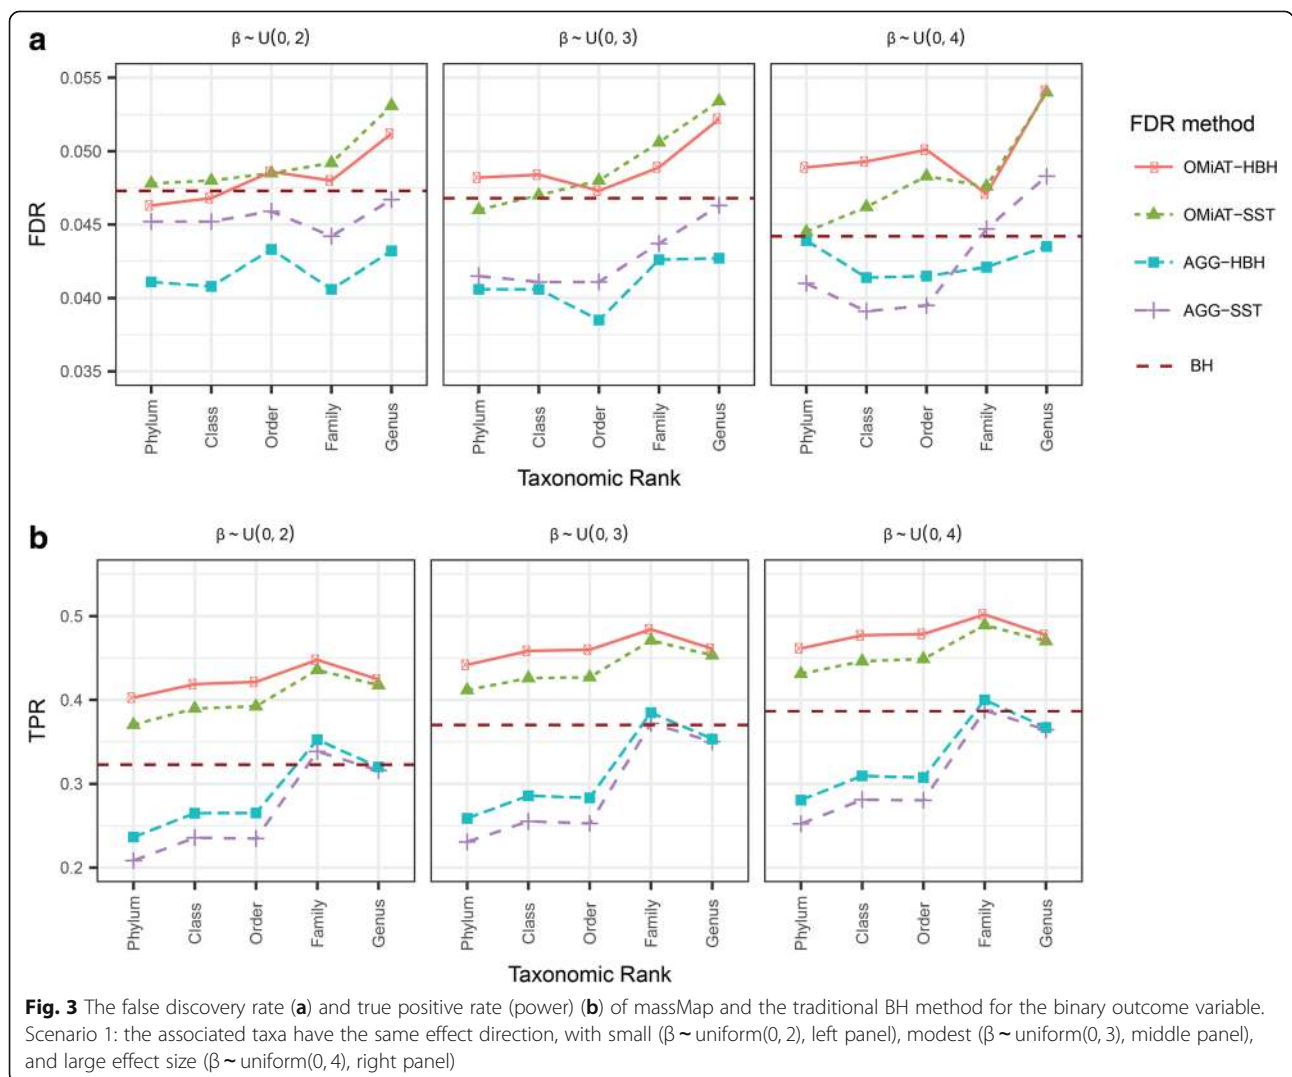 a
β ~ U(0, 2)
β ~ U(0, 3)
β ~ U(0, 4)
0.055
0.050
0.045
0.040
0.035
FDR
Phylum
Class
Order
Family
Genus
Phylum
Class
Order
Family
Genus
Phylum
Class
Order
Family
Genus
Taxonomic Rank
FDR method
OMiAT-HBH
OMiAT-SST
AGG-HBH
AGG-SST
BH
b
β ~ U(0, 2)
β ~ U(0, 3)
β ~ U(0, 4)
0.5
0.4
0.3
0.2
TPR
Phylum
Class
Order
Family
Genus
Phylum
Class
Order
Family
Genus
Phylum
Class
Order
Family
Genus
Taxonomic Rank
Fig. 3 The false discovery rate (a) and true positive rate (power) (b) of massMap and the traditional BH method for the binary outcome variable.
Scenario 1: the associated taxa have the same effect direction, with small (β ~ uniform(0, 2), left panel), modest (β ~ uniform(0, 3), middle panel),
and large effect size (β ~ uniform(0, 4), right panel)